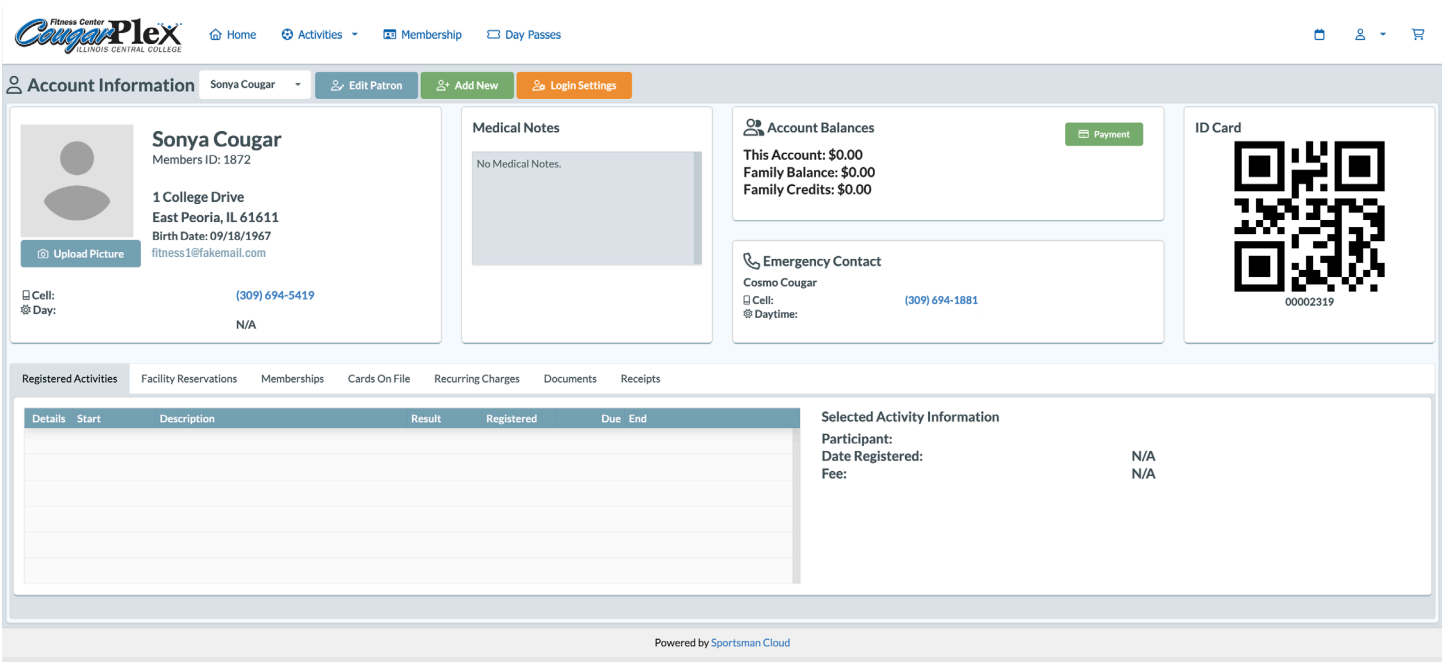 Fitness Center
CougarPlex
ILLINOIS CENTRAL COLLEGE
Home
Activities
Membership
Day Passes
Account Information
Sonya Cougar
Edit Patron
Add New
Login Settings
Sonya Cougar
Members ID: 1872
1 College Drive
East Peoria, IL 61611
Birth Date: 09/18/1967
fitness1@fakemail.com
Upload Picture
Cell: (309) 694-5419
Day:
N/A
Medical Notes
No Medical Notes.
Account Balances
Payment
This Account: $0.00
Family Balance: $0.00
Family Credits: $0.00
Emergency Contact
Cosmo Cougar
Cell: (309) 694-1881
Daytime:
ID Card
00002319
Registered Activities Facility Reservations Memberships Cards On File Recurring Charges Documents Receipts
Details Start Description Result Registered Due End
Selected Activity Information
Participant:
Date Registered: N/A
Fee: N/A
Powered by Sportsman Cloud